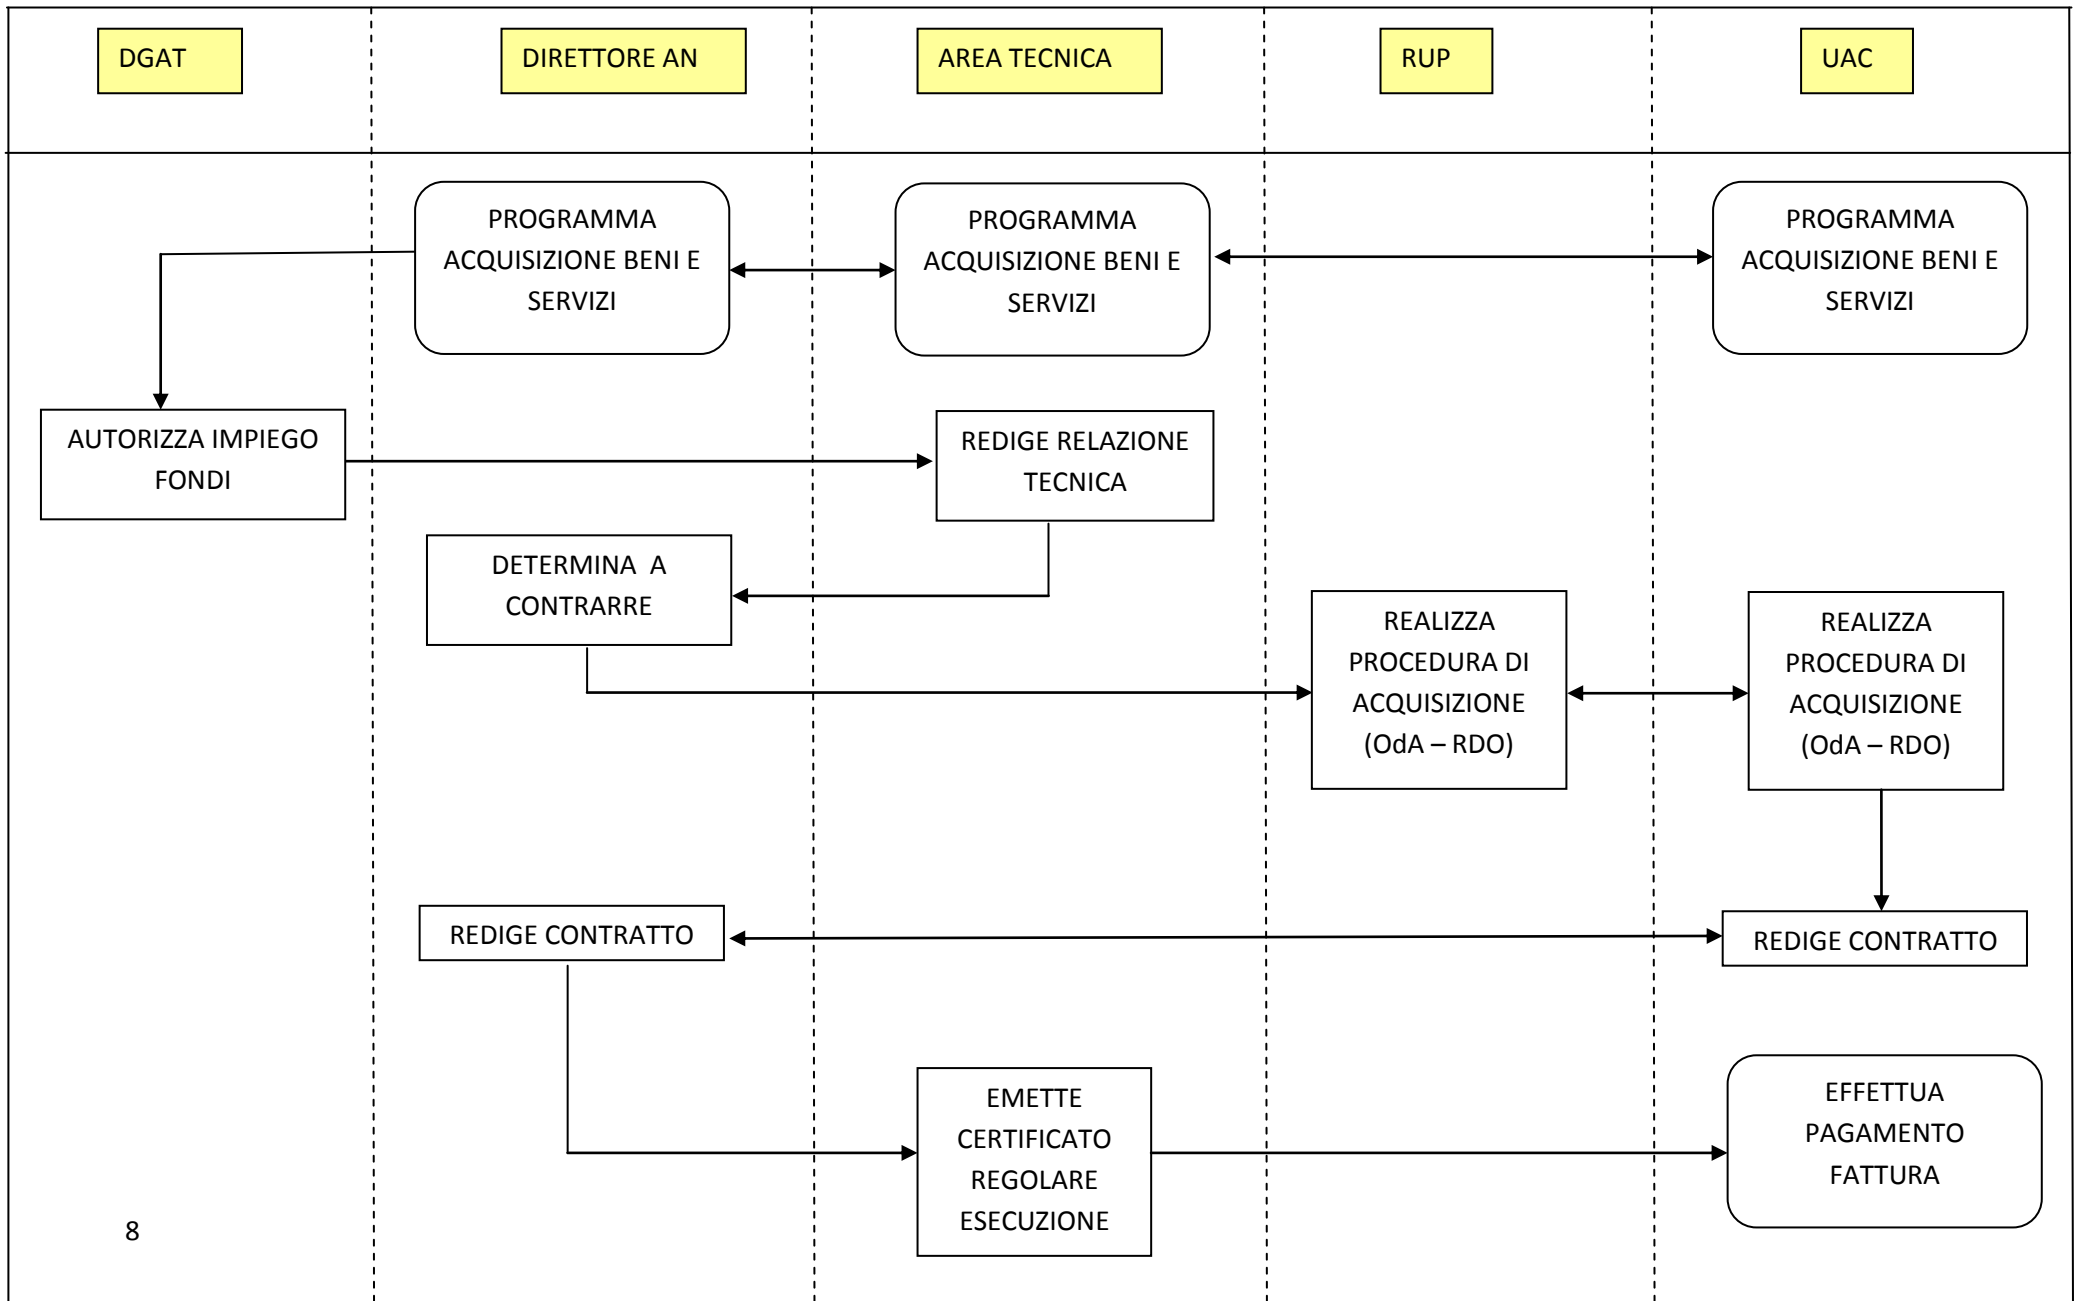 DGAT
DIRETTORE AN
AREA TECNICA
RUP
UAC
PROGRAMMA
ACQUISIZIONE BENI E
SERVIZI
PROGRAMMA
ACQUISIZIONE BENI E
SERVIZI
PROGRAMMA
ACQUISIZIONE BENI E
SERVIZI
AUTORIZZA IMPIEGO
FONDI
REDIGE RELAZIONE
TECNICA
DETERMINA A
CONTRARRE
REALIZZA
PROCEDURA DI
ACQUISIZIONE
(OdA – RDO)
REALIZZA
PROCEDURA DI
ACQUISIZIONE
(OdA – RDO)
REDIGE CONTRATTO
REDIGE CONTRATTO
EMETTE
CERTIFICATO
REGOLARE
ESECUZIONE
EFFETTUA
PAGAMENTO
FATTURA
8